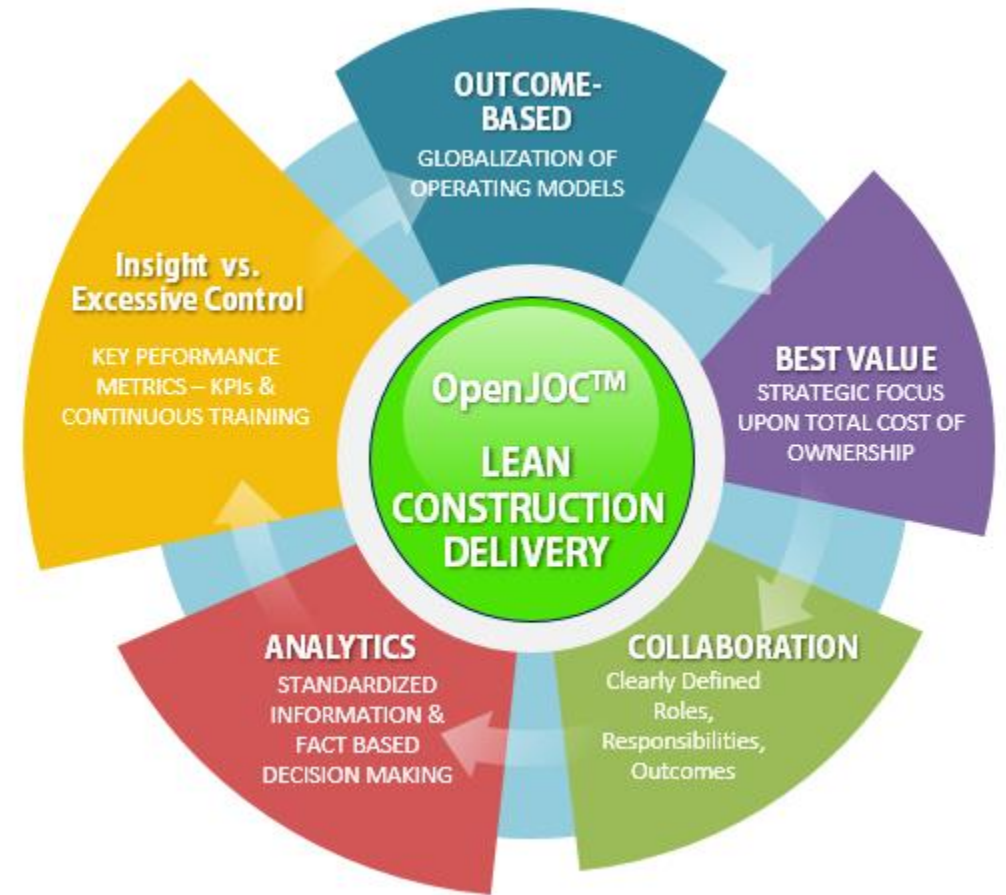 OUTCOME-
BASED
GLOBALIZATION OF
OPERATING MODELS
BEST VALUE
STRATEGIC FOCUS
UPON TOTAL COST OF
OWNERSHIP
COLLABORATION
Clearly Defined
Roles,
Responsibilities,
Outcomes
ANALYTICS
STANDARDIZED
INFORMATION &
FACT BASED
DECISION MAKING
Insight vs.
Excessive Control
KEY PEFORMANCE
METRICS – KPIs &
CONTINUOUS TRAINING
OpenJOC™
LEAN
CONSTRUCTION
DELIVERY